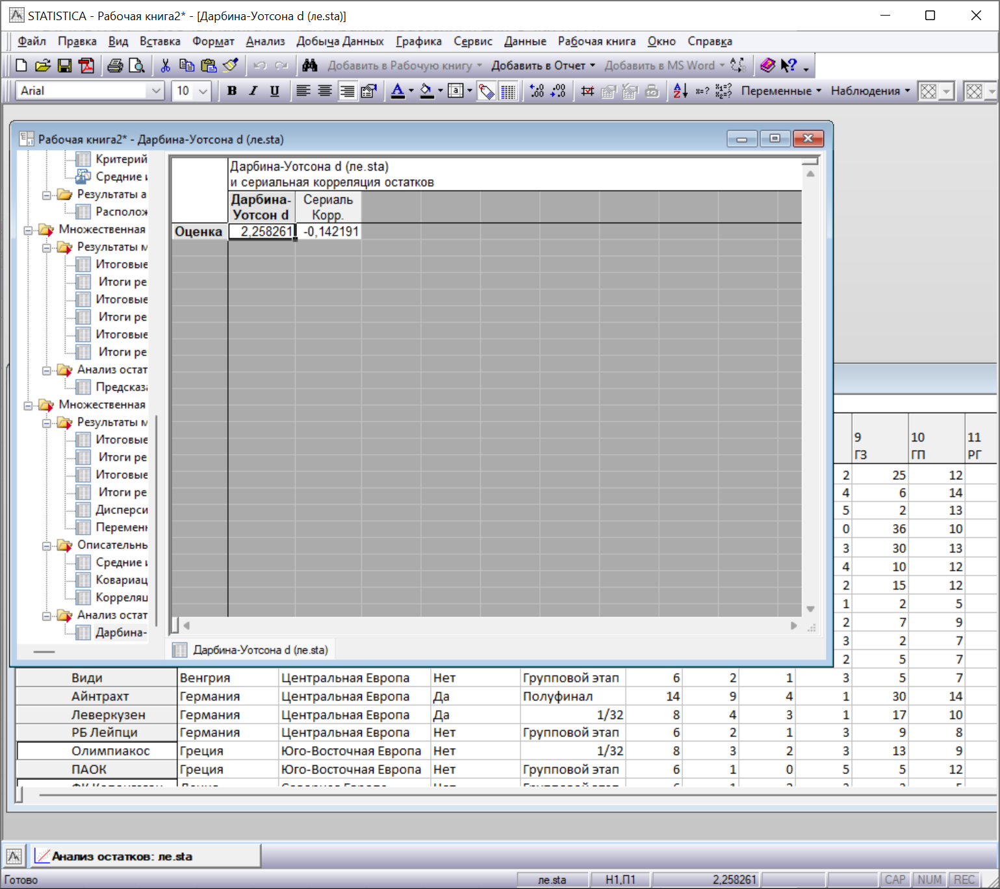 STATISTICA - Рабочая книга2* - [Дарбина-Уотсона d (ле.sta)]
Файл Правка Вид Вставка Формат Анализ Добыча Данных Графика Сервис Данные Рабочая книга Окно Справка
Добавить в Рабочую книгу Добавить в Отчет Добавить в MS Word
Arial 10 B I U Переменные Наблюдения
Рабочая книга2* - Дарбина-Уотсона d (ле.sta)
Критерий
Средние и
Результаты а
Располож
Множественная
Результаты м
Итоговые
Итоги ре
Итоговые
Итоги ре
Итоговые
Итоги ре
Анализ остат
Предсказ
Множественная
Результаты м
Итоговые
Итоги ре
Итоговые
Итоги ре
Дисперси
Перемен
Описательнь
Средние и
Ковариац
Корреляц
Анализ остат
Дарбина-
Дарбина-Уотсона d (ле.sta)
и сериальная корреляция остатков
Дарбина-Уотсон d Сериаль Корр.
Оценка 2,258261 -0,142191
Дарбина-Уотсона d (ле.sta)
9 ГЗ 10 ГП 11 РГ
2 25 12
4 6 14
5 2 13
0 36 10
3 30 13
4 10 12
2 15 12
1 2 5
2 7 9
3 2 7
2 5 7
Види Венгрия Центральная Европа Нет Групповой этап 6 2 1 3 5 7
Айнтрахт Германия Центральная Европа Да Полуфинал 14 9 4 1 30 14
Леверкузен Германия Центральная Европа Да 1/32 8 4 3 1 17 10
РБ Лейпци Германия Центральная Европа Нет Групповой этап 6 2 1 3 9 8
Олимпиакос Греция Юго-Восточная Европа Нет 1/32 8 3 2 3 13 9
ПАОК Греция Юго-Восточная Европа Нет Групповой этап 6 1 0 5 5 12
Анализ остатков: ле.sta
Готово ле.sta Н1,П1 2,258261 CAP NUM REC